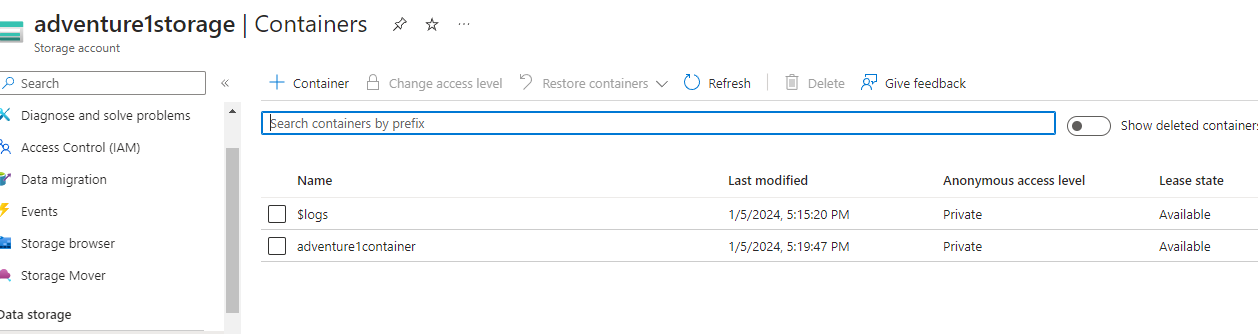 adventure1storage | Containers
Storage account
Search
Container Change access level Restore containers Refresh Delete Give feedback
Search containers by prefix
Show deleted containers
Diagnose and solve problems
Access Control (IAM)
Data migration
Events
Storage browser
Storage Mover
Data storage
Name Last modified Anonymous access level Lease state
$logs 1/5/2024, 5:15:20 PM Private Available
adventure1container 1/5/2024, 5:19:47 PM Private Available